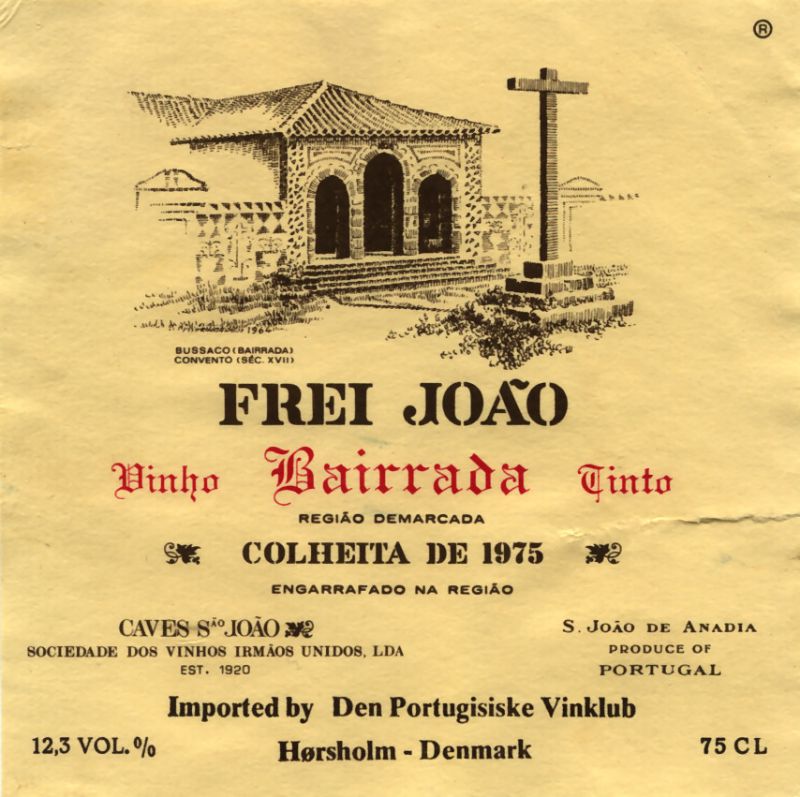 ®
1964
BUSSACO (BAIRRADA)
CONVENTO (SÉC. XVII)
FREI JOÃO
Vinho Bairrada Tinto
REGIÃO DEMARCADA
COLHEITA DE 1975
ENGARRAFADO NA REGIÃO
CAVES SÃO JOÃO
SOCIEDADE DOS VINHOS IRMÃOS UNIDOS, LDA
EST. 1920
S. JOÃO DE ANADIA
PRODUCE OF
PORTUGAL
Imported by Den Portugisiske Vinklub
12,3 VOL. % Hørsholm - Denmark 75 CL